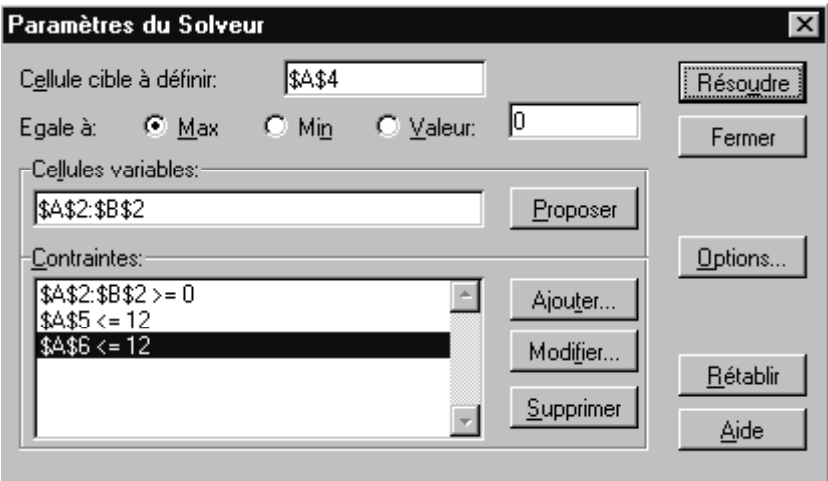 Paramètres du Solveur
Cellule cible à définir: $A$4
Résoudre
Egale à: Max Min Valeur: 0
Fermer
Cellules variables:
$A$2:$B$2
Proposer
Options...
Contraintes:
$A$2:$B$2 >= 0
$A$5 <= 12
$A$6 <= 12
Ajouter...
Modifier...
Supprimer
Rétablir
Aide